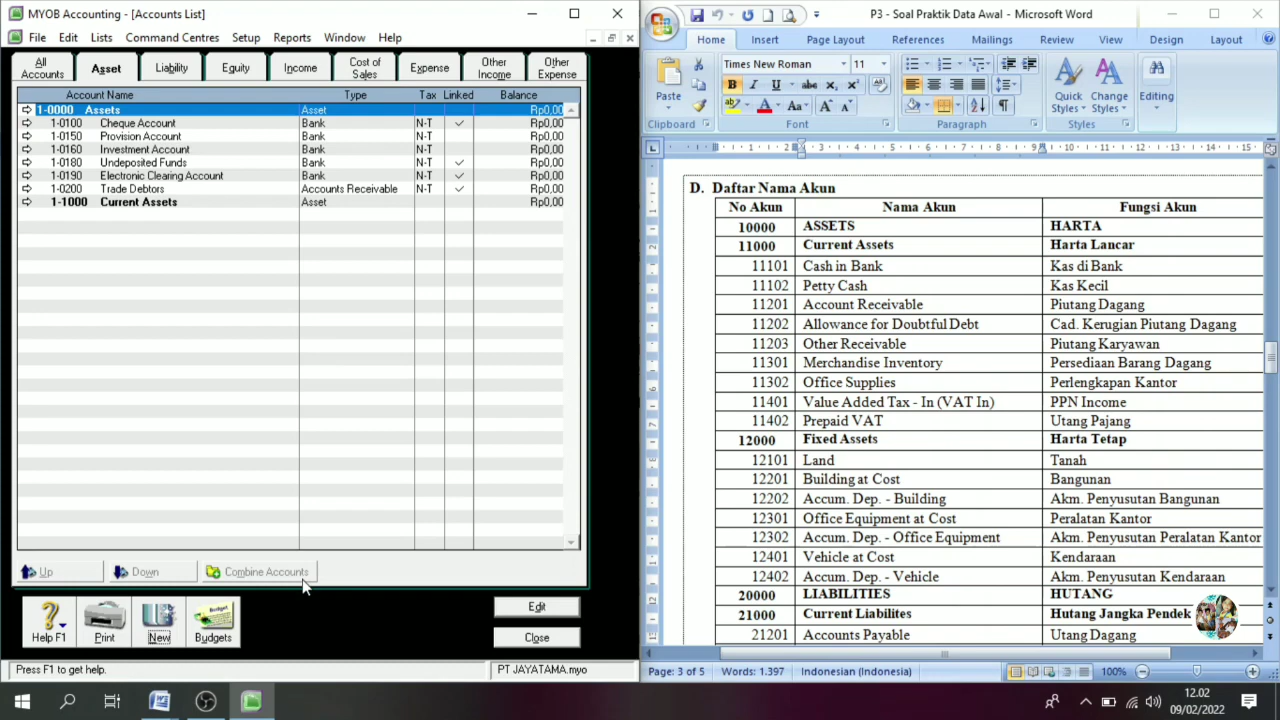 MYOB Accounting - [Accounts List]
File Edit Lists Command Centres Setup Reports Window Help
All Accounts Asset Liability Equity Income Cost of Sales Expense Other Income Other Expense
Account Name Type Tax Linked Balance
1-0000 Assets Asset Rp0,00
1-0100 Cheque Account Bank N-T Rp0,00
1-0150 Provision Account Bank N-T Rp0,00
1-0160 Investment Account Bank N-T Rp0,00
1-0180 Undeposited Funds Bank N-T Rp0,00
1-0190 Electronic Clearing Account Bank N-T Rp0,00
1-0200 Trade Debtors Accounts Receivable N-T Rp0,00
1-1000 Current Assets Asset Rp0,00
Up Down Combine Accounts
Help F1 Print New Budgets
Edit
Close
Press F1 to get help. PT JAYATAMA.myo
P3 - Soal Praktik Data Awal - Microsoft Word
Home Insert Page Layout References Mailings Review View Design Layout
Paste Times New Roman 11 Quick Styles Change Styles Editing
Clipboard Font Paragraph Styles
D. Daftar Nama Akun
No Akun Nama Akun Fungsi Akun
10000 ASSETS HARTA
11000 Current Assets Harta Lancar
11101 Cash in Bank Kas di Bank
11102 Petty Cash Kas Kecil
11201 Account Receivable Piutang Dagang
11202 Allowance for Doubtful Debt Cad. Kerugian Piutang Dagang
11203 Other Receivable Piutang Karyawan
11301 Merchandise Inventory Persediaan Barang Dagang
11302 Office Supplies Perlengkapan Kantor
11401 Value Added Tax - In (VAT In) PPN Income
11402 Prepaid VAT Utang Pajang
12000 Fixed Assets Harta Tetap
12101 Land Tanah
12201 Building at Cost Bangunan
12202 Accum. Dep. - Building Akm. Penyusutan Bangunan
12301 Office Equipment at Cost Peralatan Kantor
12302 Accum. Dep. - Office Equipment Akm. Penyusutan Peralatan Kantor
12401 Vehicle at Cost Kendaraan
12402 Accum. Dep. - Vehicle Akm. Penyusutan Kendaraan
20000 LIABILITIES HUTANG
21000 Current Liabilites Hutang Jangka Pendek
21201 Accounts Payable Utang Dagang
Page: 3 of 5 Words: 1.397 Indonesian (Indonesia) 100%
12.02
09/02/2022